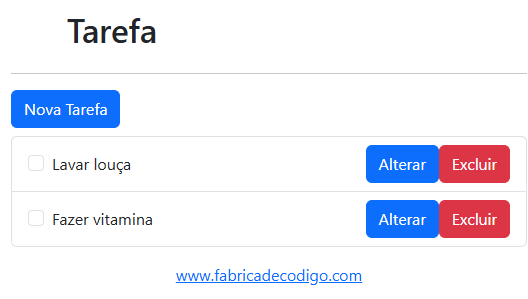 Tarefa
Nova Tarefa
Lavar louça Alterar Excluir
Fazer vitamina Alterar Excluir
www.fabricadecodigo.com